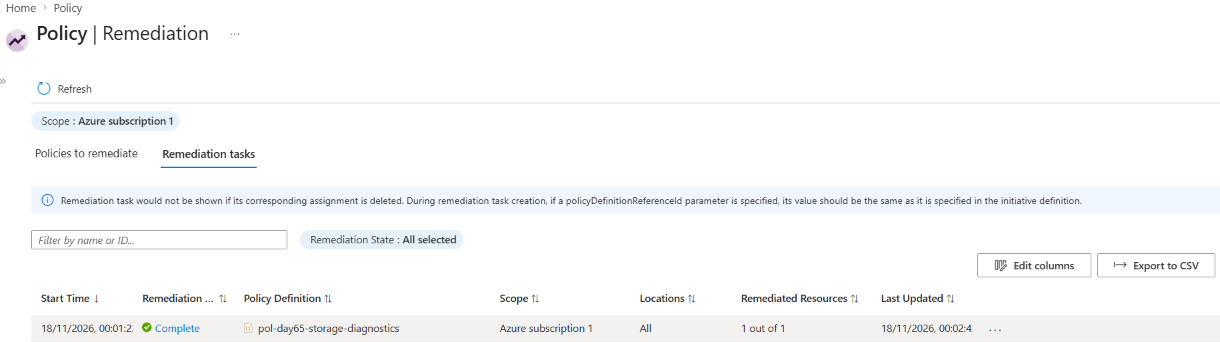 Home > Policy
Policy | Remediation ...
»
Refresh
Scope : Azure subscription 1
Policies to remediate Remediation tasks
Remediation task would not be shown if its corresponding assignment is deleted. During remediation task creation, if a policyDefinitionReferenceId parameter is specified, its value should be the same as it is specified in the initiative definition.
Filter by name or ID... Remediation State : All selected
Edit columns Export to CSV
Start Time ↓ Remediation ... ↑↓ Policy Definition ↑↓ Scope ↑↓ Locations ↑↓ Remediated Resources ↑↓ Last Updated ↑↓
18/11/2026, 00:01:2. Complete pol-day65-storage-diagnostics Azure subscription 1 All 1 out of 1 18/11/2026, 00:02:4. ...